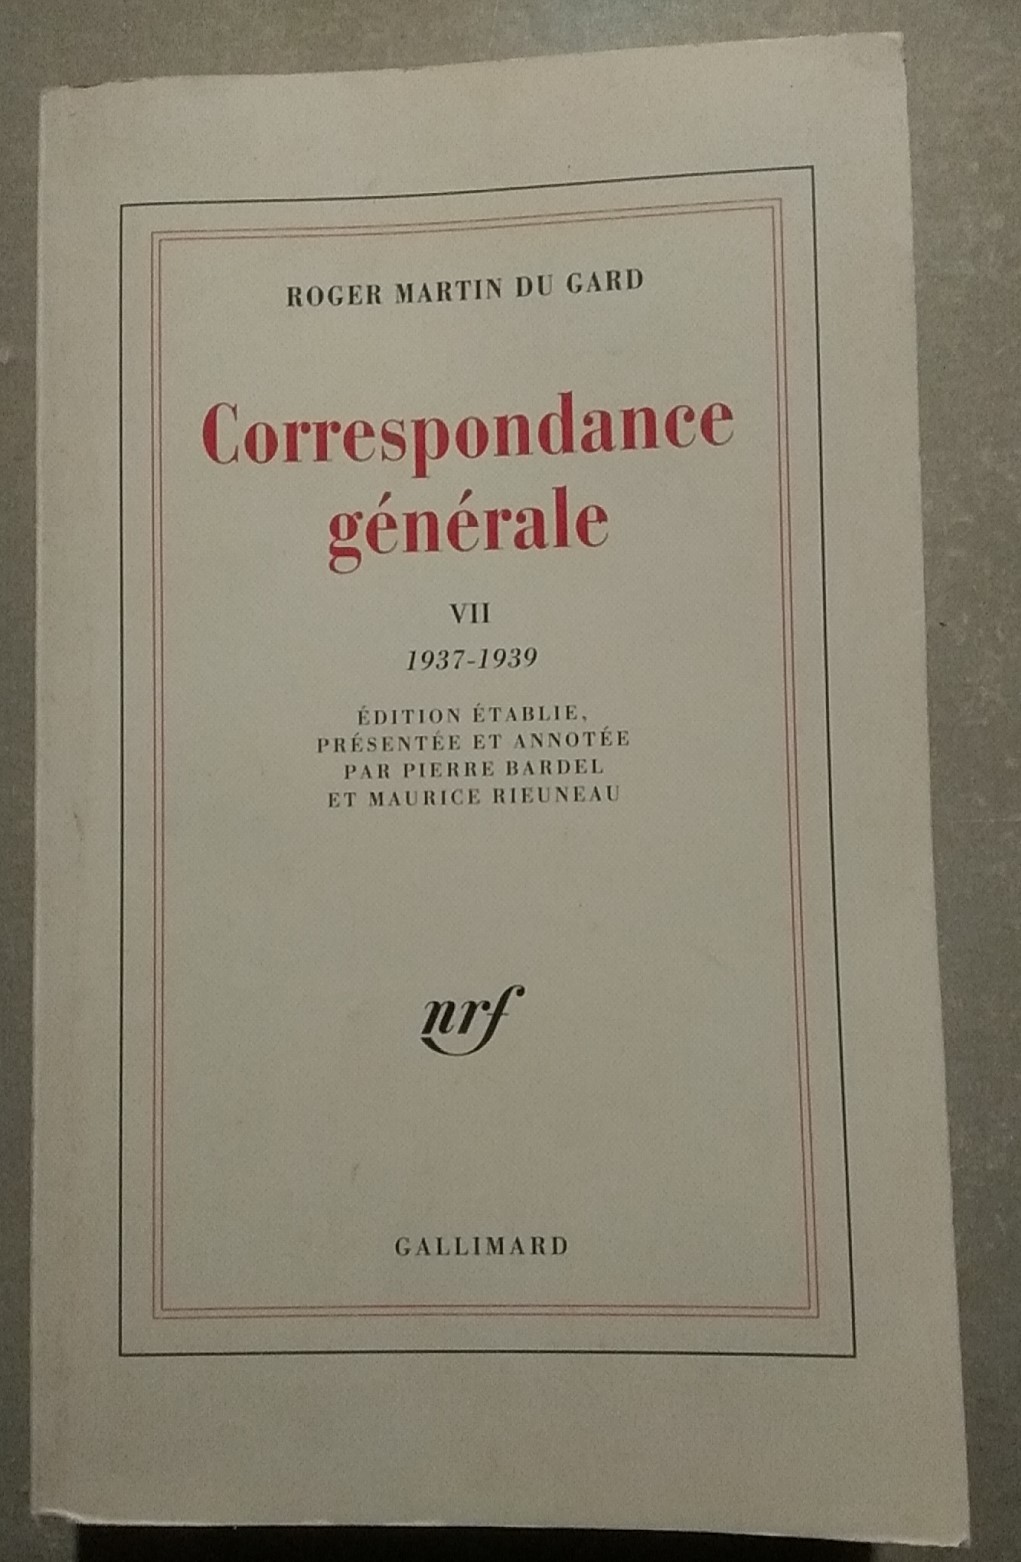 ROGER MARTIN DU GARD
Correspondance
générale
VII
1937-1939
ÉDITION ÉTABLIE,
PRÉSENTÉE ET ANNOTÉE
PAR PIERRE BARDEL
ET MAURICE RIEUNEAU
nrf
GALLIMARD